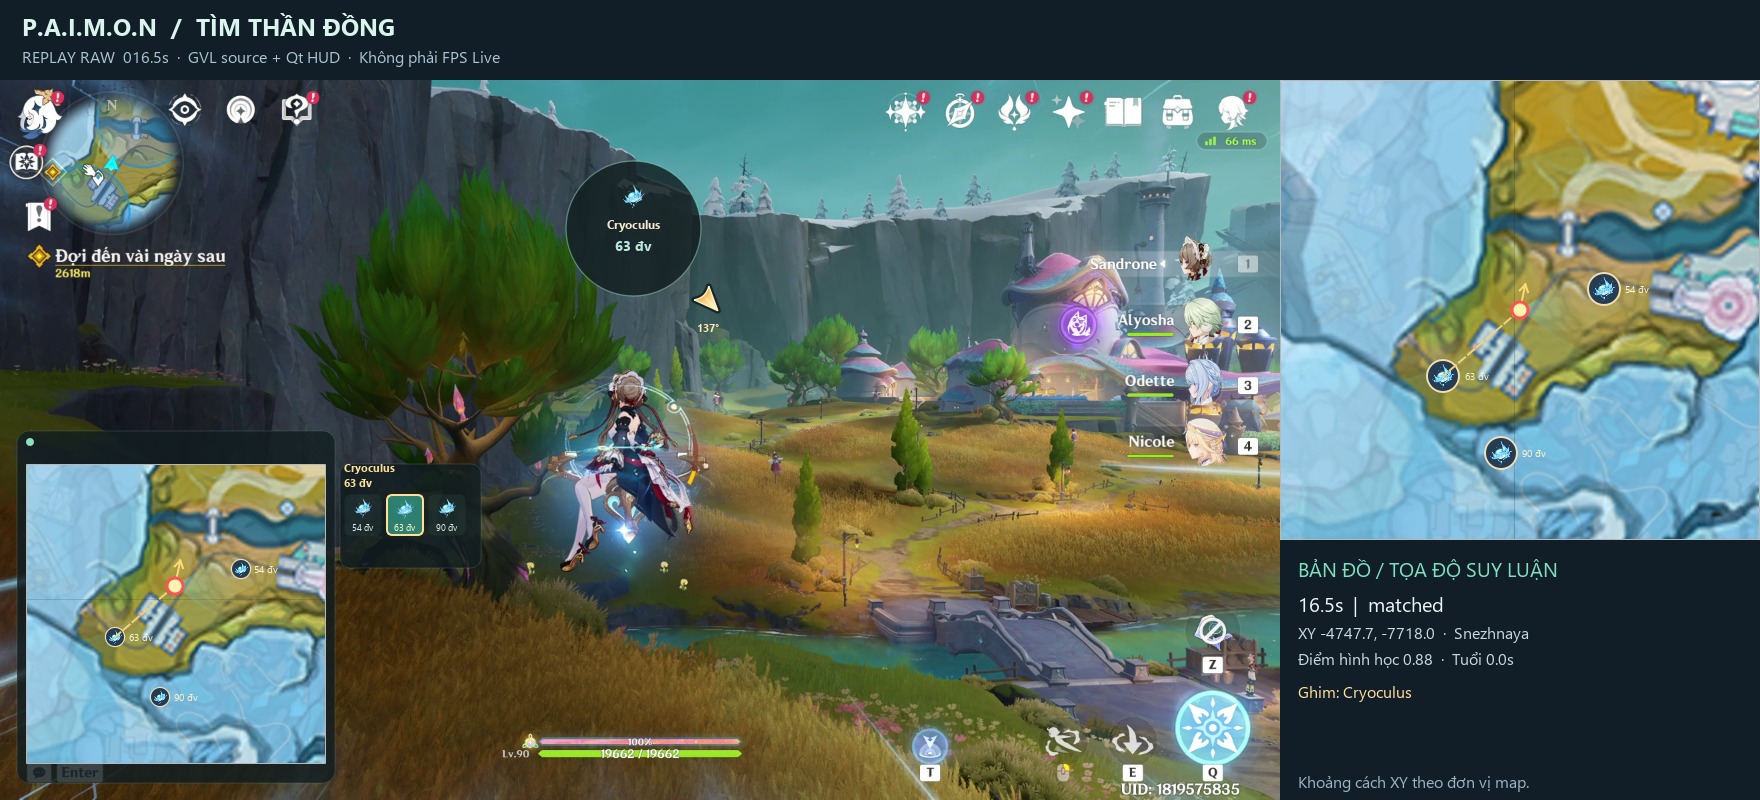 P.A.I.M.O.N / TÌM THẦN ĐỒNG
REPLAY RAW 016.5s · GVL source + Qt HUD · Không phải FPS Live
N
66 ms
Cryoculus
63 đv
137°
Đợi đến vài ngày sau
2618m
Sandrone
1
Alyosha
2
Odette
3
Nicole
4
54 đv
63 đv
90 đv
Cryoculus
63 đv
54 đv
63 đv
90 đv
54 đv
63 đv
90 đv
Enter
Lv.90
100%
19662 / 19662
Z
T
E
Q
UID: 1819575835
BẢN ĐỒ / TỌA ĐỘ SUY LUẬN
16.5s | matched
XY -4747.7, -7718.0 · Snezhnaya
Điểm hình học 0.88 · Tuổi 0.0s
Ghim: Cryoculus
Khoảng cách XY theo đơn vị map.